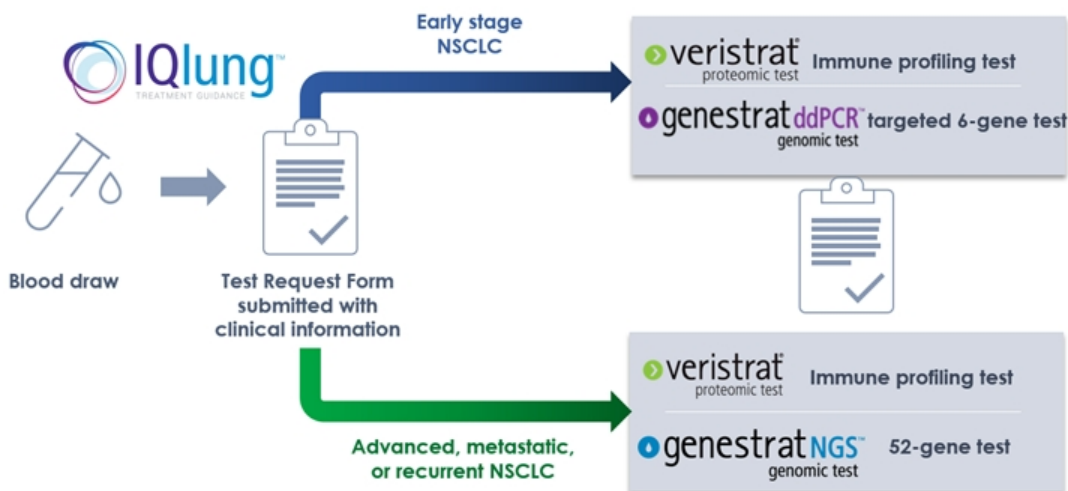 IQlung™
TREATMENT GUIDANCE
Blood draw
Test Request Form
submitted with
clinical information
Early stage
NSCLC
veristrat® Immune profiling test
proteomic test
genestrat ddPCR™ targeted 6-gene test
genomic test
Advanced, metastatic,
or recurrent NSCLC
veristrat® Immune profiling test
proteomic test
genestrat NGS™ 52-gene test
genomic test